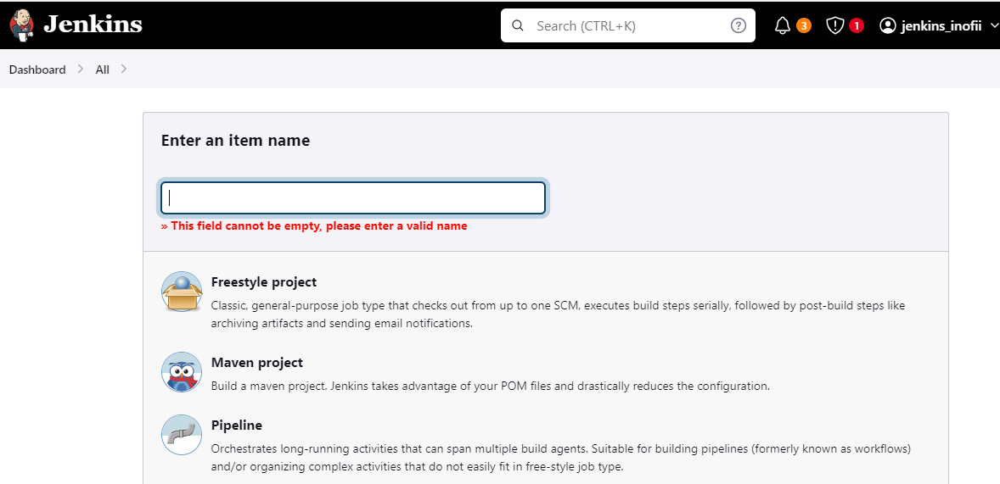 Jenkins
Search (CTRL+K)
?
3
1
jenkins_inofii
Dashboard
All
Enter an item name
» This field cannot be empty, please enter a valid name
Freestyle project
Classic, general-purpose job type that checks out from up to one SCM, executes build steps serially, followed by post-build steps like
archiving artifacts and sending email notifications.
Maven project
Build a maven project. Jenkins takes advantage of your POM files and drastically reduces the configuration.
Pipeline
Orchestrates long-running activities that can span multiple build agents. Suitable for building pipelines (formerly known as workflows)
and/or organizing complex activities that do not easily fit in free-style job type.